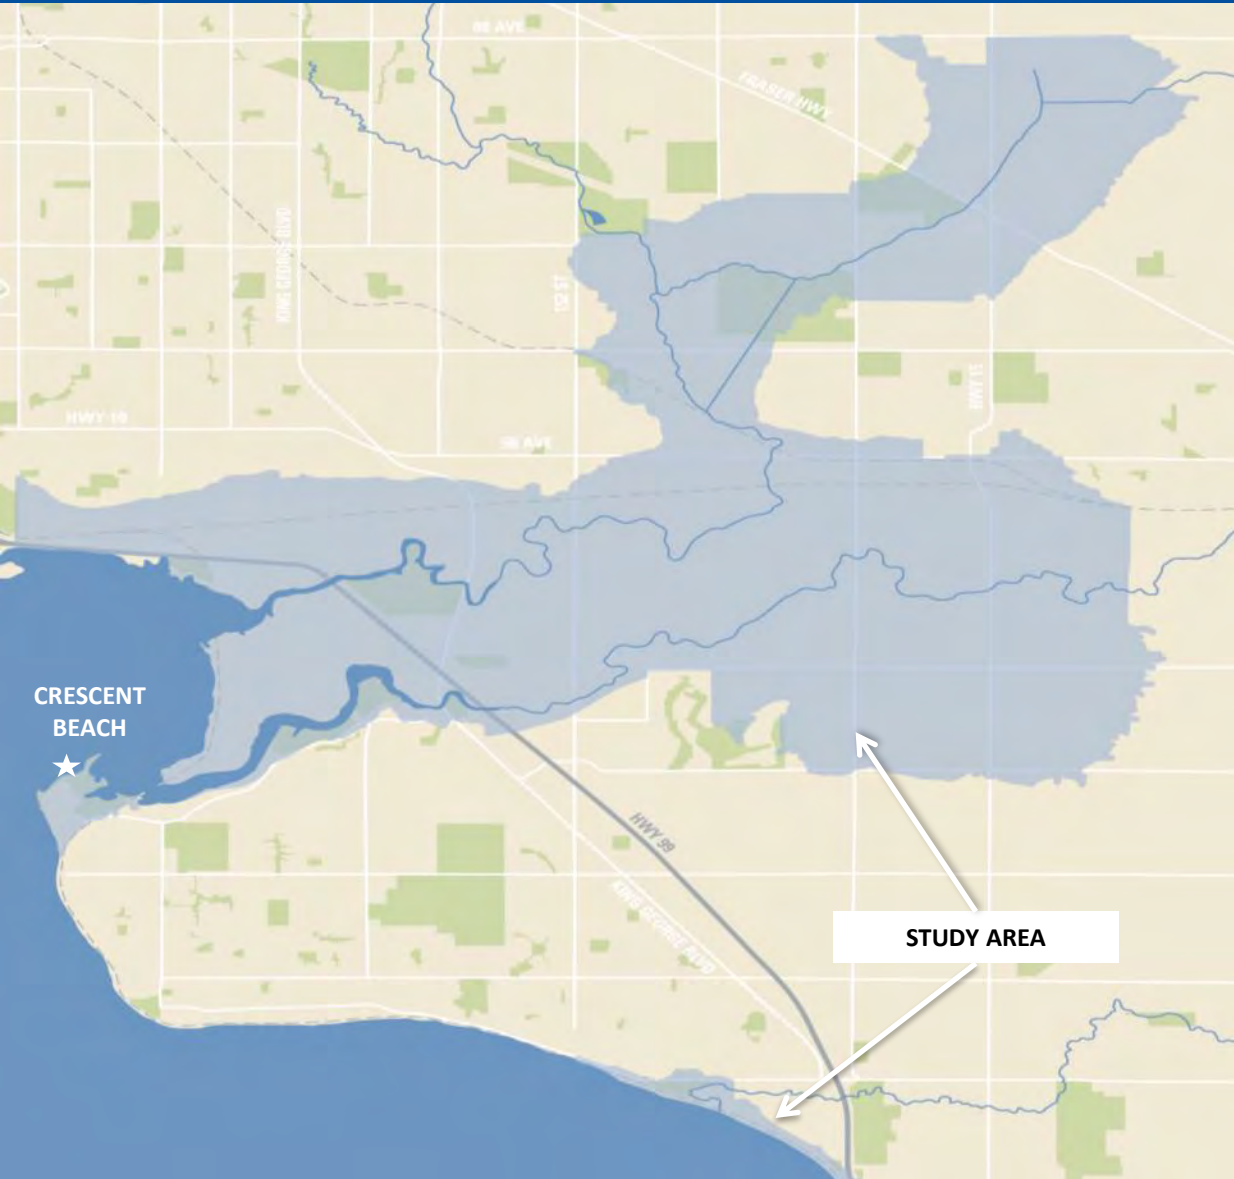 88 AVE
FRASER HWY
KING GEORGE BLVD
152 ST
HWY 15
HWY 10
56 AVE
CRESCENT
BEACH
HWY 99
KING GEORGE BLVD
STUDY AREA